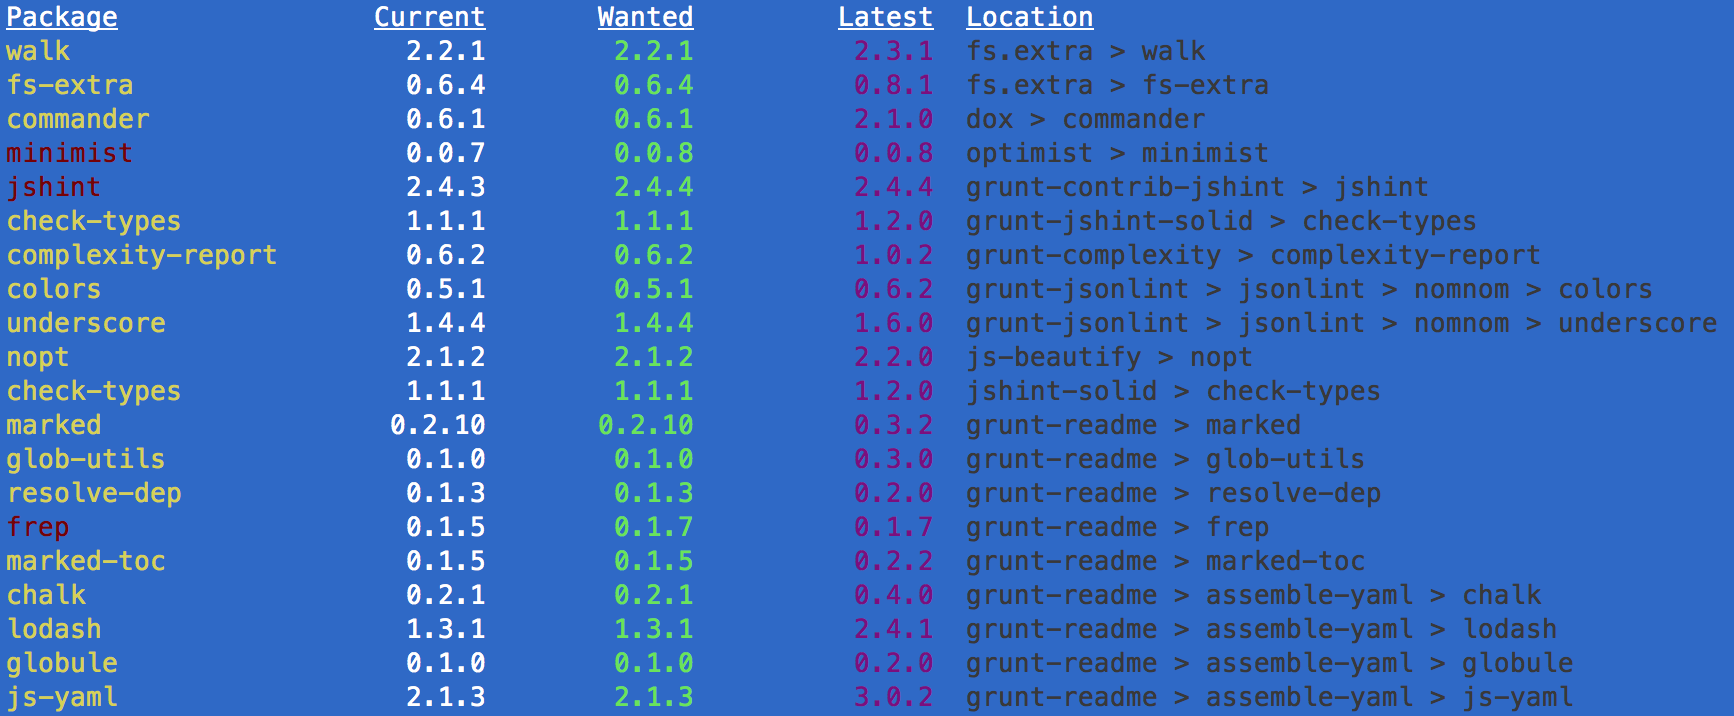 Package Current Wanted Latest Location
walk 2.2.1 2.2.1 2.3.1 fs.extra > walk
fs-extra 0.6.4 0.6.4 0.8.1 fs.extra > fs-extra
commander 0.6.1 0.6.1 2.1.0 dox > commander
minimist 0.0.7 0.0.8 0.0.8 optimist > minimist
jshint 2.4.3 2.4.4 2.4.4 grunt-contrib-jshint > jshint
check-types 1.1.1 1.1.1 1.2.0 grunt-jshint-solid > check-types
complexity-report 0.6.2 0.6.2 1.0.2 grunt-complexity > complexity-report
colors 0.5.1 0.5.1 0.6.2 grunt-jsonlint > jsonlint > nomnom > colors
underscore 1.4.4 1.4.4 1.6.0 grunt-jsonlint > jsonlint > nomnom > underscore
nopt 2.1.2 2.1.2 2.2.0 js-beautify > nopt
check-types 1.1.1 1.1.1 1.2.0 jshint-solid > check-types
marked 0.2.10 0.2.10 0.3.2 grunt-readme > marked
glob-utils 0.1.0 0.1.0 0.3.0 grunt-readme > glob-utils
resolve-dep 0.1.3 0.1.3 0.2.0 grunt-readme > resolve-dep
frep 0.1.5 0.1.7 0.1.7 grunt-readme > frep
marked-toc 0.1.5 0.1.5 0.2.2 grunt-readme > marked-toc
chalk 0.2.1 0.2.1 0.4.0 grunt-readme > assemble-yaml > chalk
lodash 1.3.1 1.3.1 2.4.1 grunt-readme > assemble-yaml > lodash
globule 0.1.0 0.1.0 0.2.0 grunt-readme > assemble-yaml > globule
js-yaml 2.1.3 2.1.3 3.0.2 grunt-readme > assemble-yaml > js-yaml